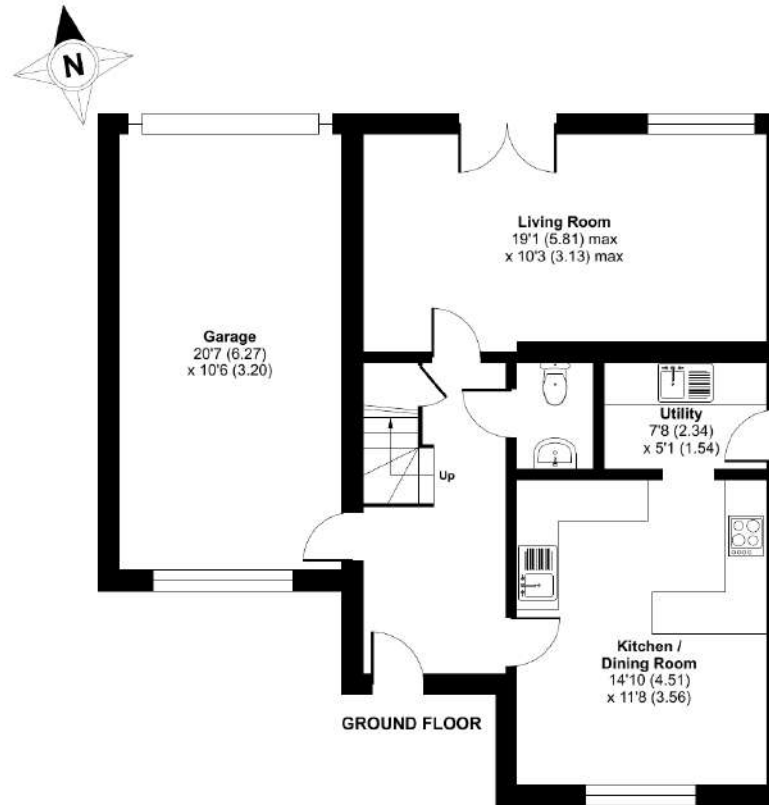 N
Living Room
19'1 (5.81) max
x 10'3 (3.13) max
Garage
20'7 (6.27)
x 10'6 (3.20)
Utility
7'8 (2.34)
x 5'1 (1.54)
Up
Kitchen /
Dining Room
14'10 (4.51)
x 11'8 (3.56)
GROUND FLOOR